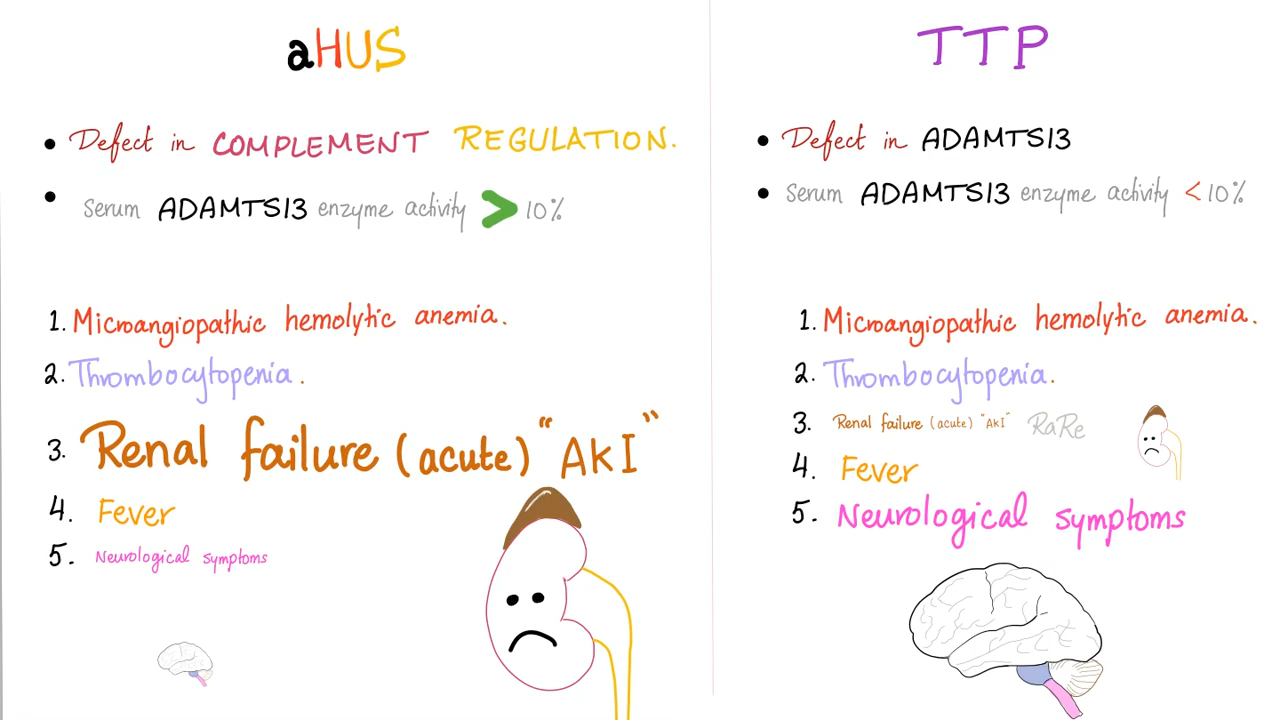 aHUS
• Defect in COMPLEMENT REGULATION.
• Serum ADAMTS13 enzyme activity > 10%
1. Microangiopathic hemolytic anemia.
2. Thrombocytopenia.
3. Renal failure (acute) "AkI"
4. Fever
5. Neurological symptoms
TTP
• Defect in ADAMTS13
• Serum ADAMTS13 enzyme activity < 10%
1. Microangiopathic hemolytic anemia.
2. Thrombocytopenia.
3. Renal failure (acute) "AkI" RaRe
4. Fever
5. Neurological symptoms